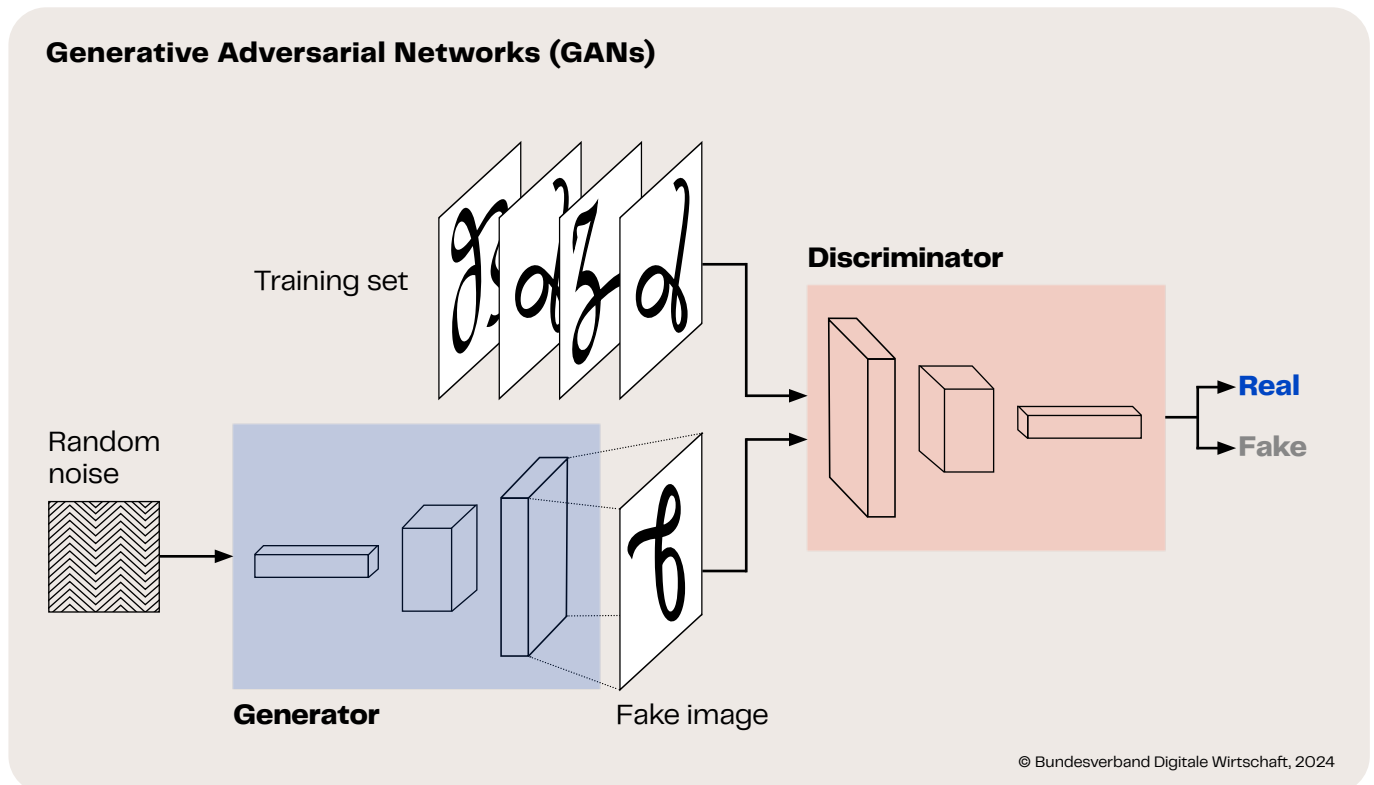 Generative Adversarial Networks (GANs)
Training set
Discriminator
Real
Fake
Random
noise
Generator
Fake image
© Bundesverband Digitale Wirtschaft, 2024